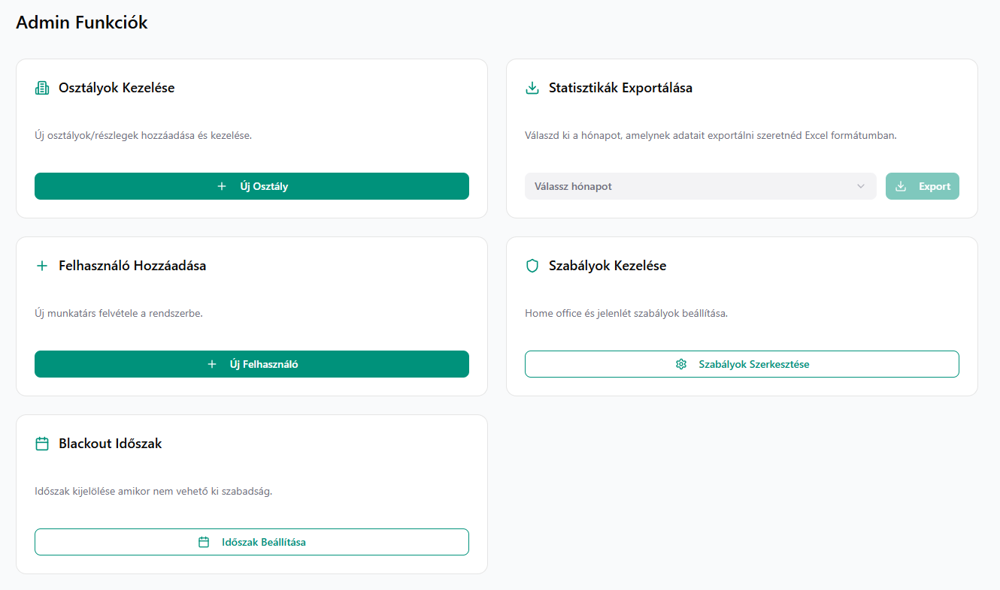 Admin Funkciók
Osztályok Kezelése
Új osztályok/részlegek hozzáadása és kezelése.
Új Osztály
Statisztikák Exportálása
Válaszd ki a hónapot, amelynek adatait exportálni szeretnéd Excel formátumban.
Válassz hónapot
Export
Felhasználó Hozzáadása
Új munkatárs felvétele a rendszerbe.
Új Felhasználó
Szabályok Kezelése
Home office és jelenlét szabályok beállítása.
Szabályok Szerkesztése
Blackout Időszak
Időszak kijelölése amikor nem vehető ki szabadság.
Időszak Beállítása